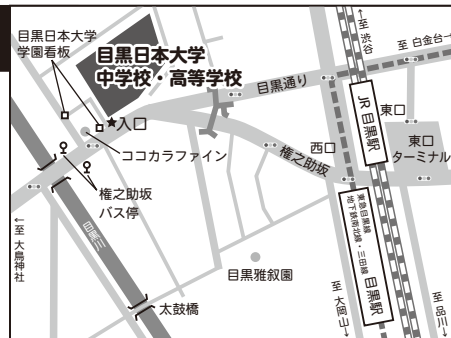 目黒日本大学
学園看板
目黒日本大学
中学校・高等学校
←至 渋谷
至 白金台→
目黒通り
JR 目黒駅
東口
★入口
ココカラファイン
西口
東口
ターミナル
権之助坂
権之助坂
バス停
目黒川
東急目黒線
地下鉄南北線・三田線 目黒駅
←至 大鳥神社
目黒雅叙園
太鼓橋
至 大岡山→
至 品川→